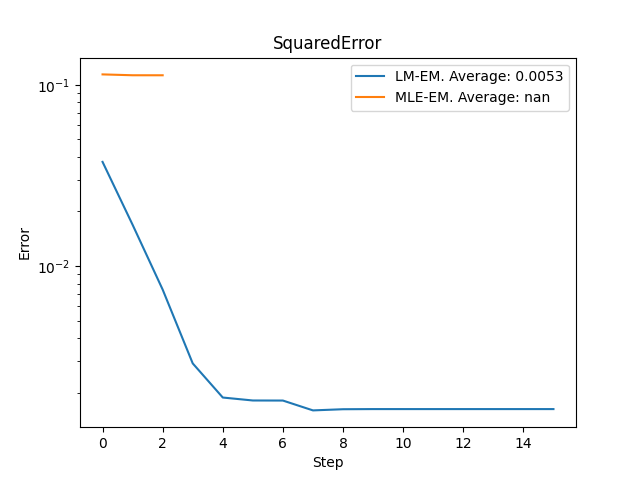 SquaredError
LM-EM. Average: 0.0053
MLE-EM. Average: nan
10⁻¹
10⁻²
Error
0 2 4 6 8 10 12 14
Step